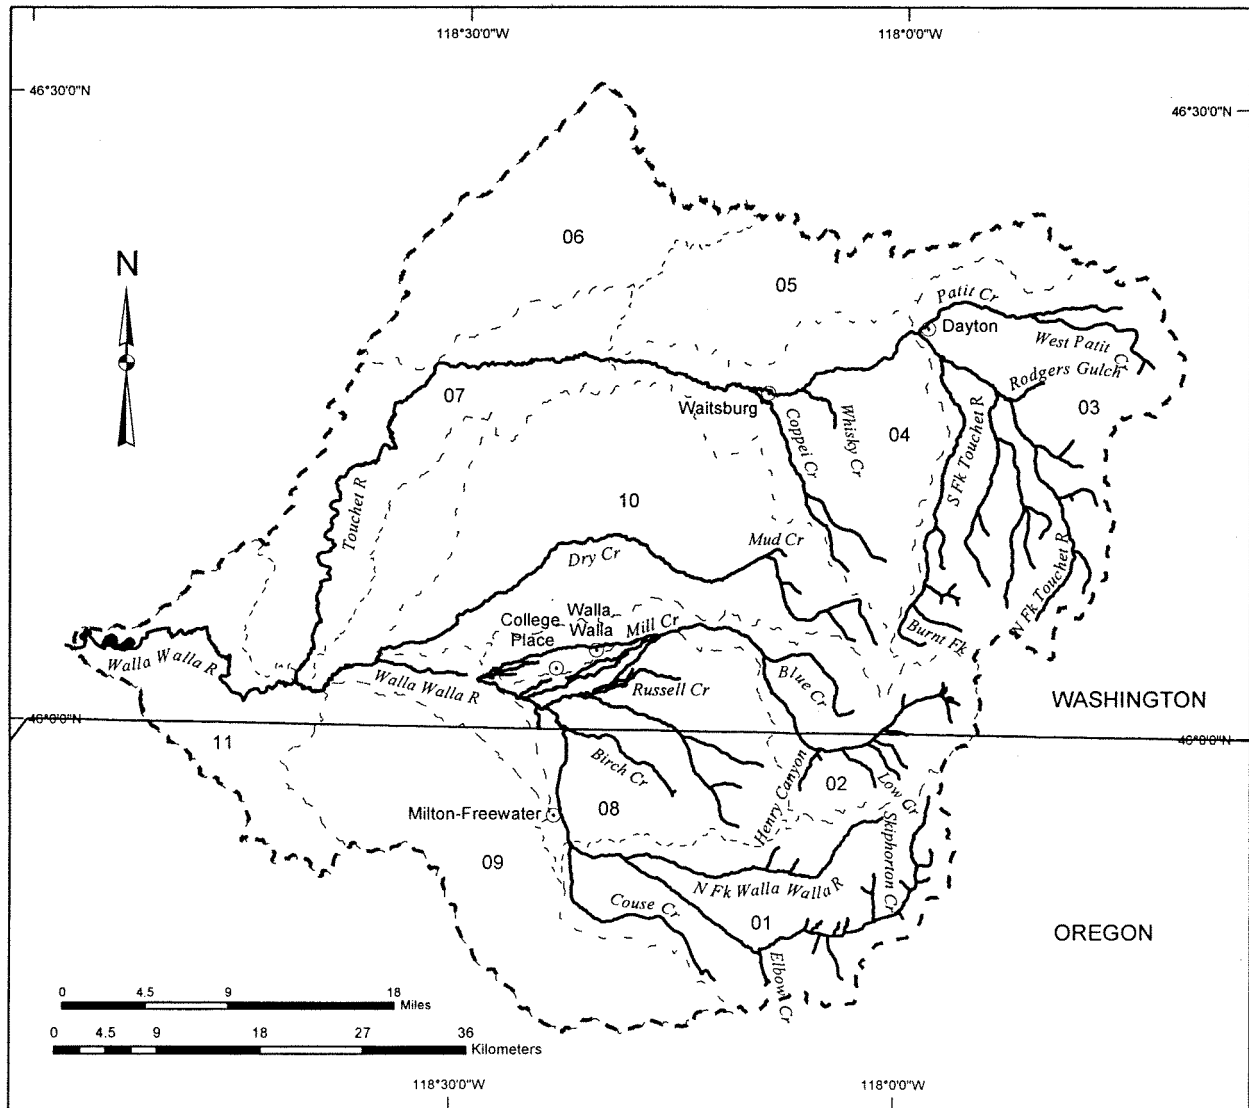 118°30'0"W
118°0'0"W
46°30'0"N
46°30'0"N
06
N
05
Patit Cr
Dayton
West Patit Cr
Rodgers Gulch
07
03
Waitsburg
Coppei Cr
Whisky Cr
04
S Fk Touchet R
Touchet R
10
Mud Cr
Dry Cr
N Fk Touchet R
College Place
Walla Walla
Mill Cr
Burnt Fk
Walla Walla R
Walla Walla R
Russell Cr
Blue Cr
WASHINGTON
46°0'0"N
46°0'0"N
11
Birch Cr
Henry Canyon
02
Low Cr
Milton-Freewater
08
Skiphorton Cr
09
N Fk Walla Walla R
Couse Cr
01
OREGON
Elbow Cr
0 4.5 9 18
Miles
0 4.5 9 18 27 36
Kilometers
118°30'0"W
118°0'0"W